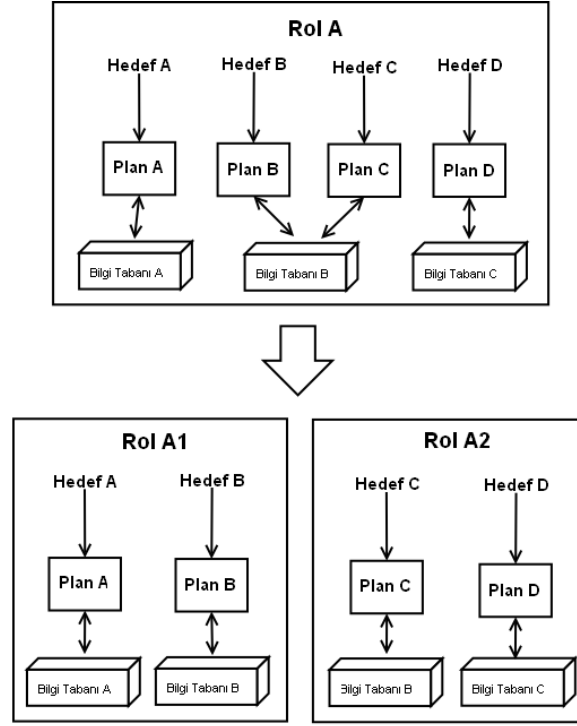 Rol A
Hedef A Hedef B Hedef C Hedef D
Plan A Plan B Plan C Plan D
Bilgi Tabanı A Bilgi Tabanı B Bilgi Tabanı C
Rol A1
Hedef A Hedef B
Plan A Plan B
Bilgi Tabanı A Bilgi Tabanı B
Rol A2
Hedef C Hedef D
Plan C Plan D
Bilgi Tabanı B Bilgi Tabanı C